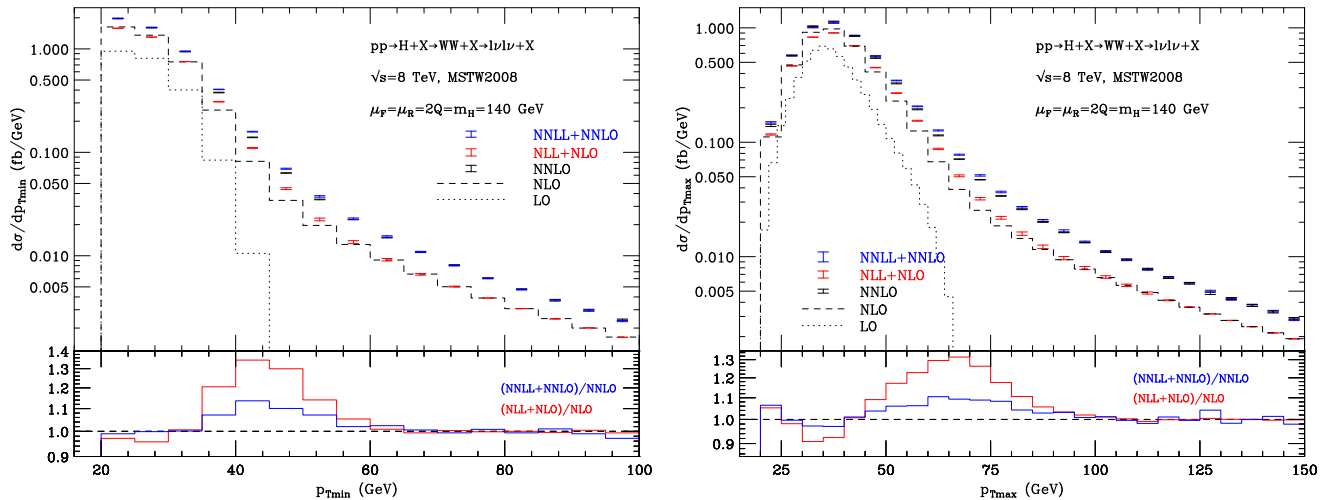 pp→H+X→WW+X→lνlν+X
√s=8 TeV, MSTW2008
μF=μR=2Q=mH=140 GeV
NNLL+NNLO
NLL+NLO
NNLO
NLO
LO
dσ/dpTmin (fb/GeV)
1.000
0.500
0.100
0.050
0.010
0.005
1.4
1.3
1.2
1.1
1.0
0.9
(NNLL+NNLO)/NNLO
(NLL+NLO)/NLO
20
40
60
80
100
pTmin (GeV)
pp→H+X→WW+X→lνlν+X
√s=8 TeV, MSTW2008
μF=μR=2Q=mH=140 GeV
NNLL+NNLO
NLL+NLO
NNLO
NLO
LO
dσ/dpTmax (fb/GeV)
1.000
0.500
0.100
0.050
0.010
0.005
1.3
1.2
1.1
1.0
0.9
(NNLL+NNLO)/NNLO
(NLL+NLO)/NLO
25
50
75
100
125
150
pTmax (GeV)